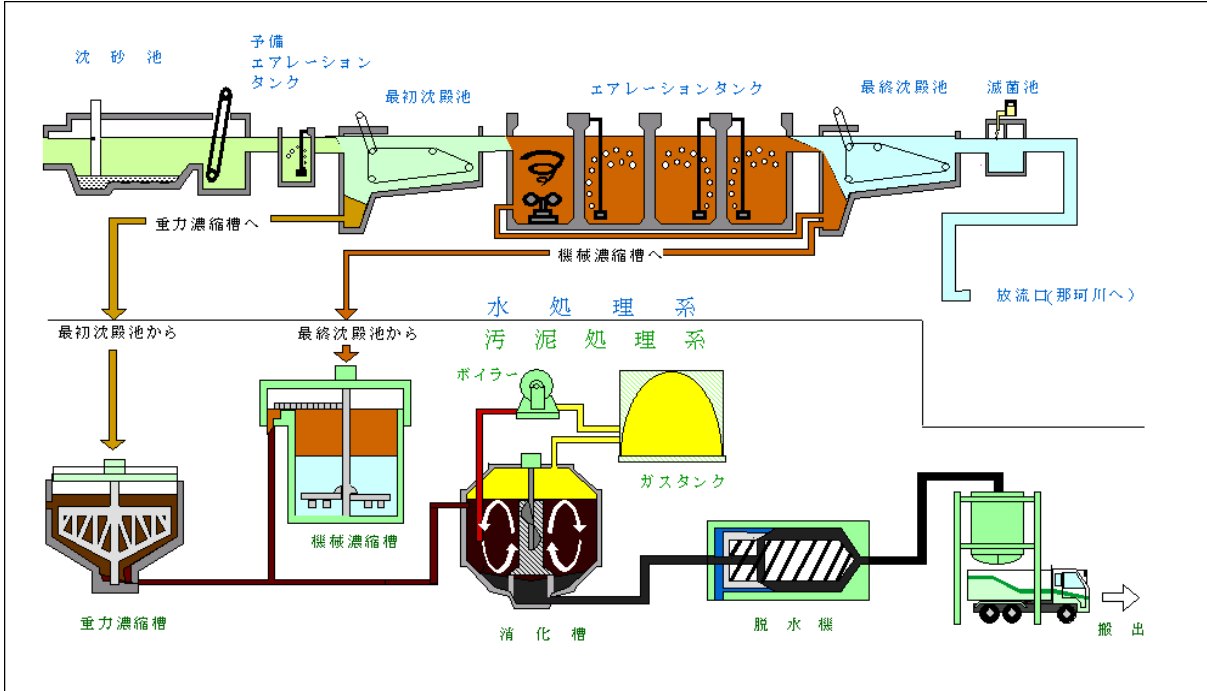 沈砂池
予備
エアレーション
タンク
最初沈殿池
エアレーションタンク
最終沈殿池
滅菌池
重力濃縮槽へ
機械濃縮槽へ
放流口(那珂川へ)
水処理系
最初沈殿池から
最終沈殿池から
汚泥処理系
ボイラー
ガスタンク
機械濃縮槽
重力濃縮槽
消化槽
脱水機
搬出